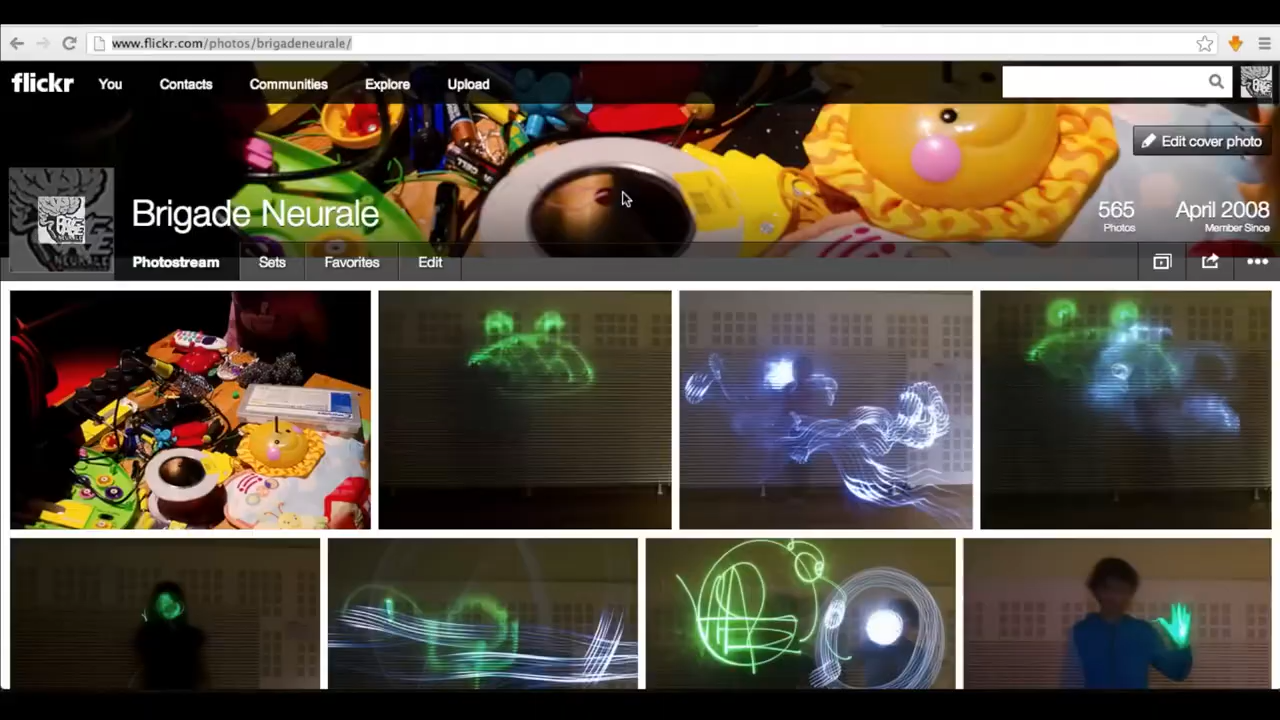 www.flickr.com/photos/brigadeneurale/
flickr You Contacts Communities Explore Upload
Edit cover photo
Brigade Neurale
565 Photos
April 2008 Member Since
Photostream Sets Favorites Edit